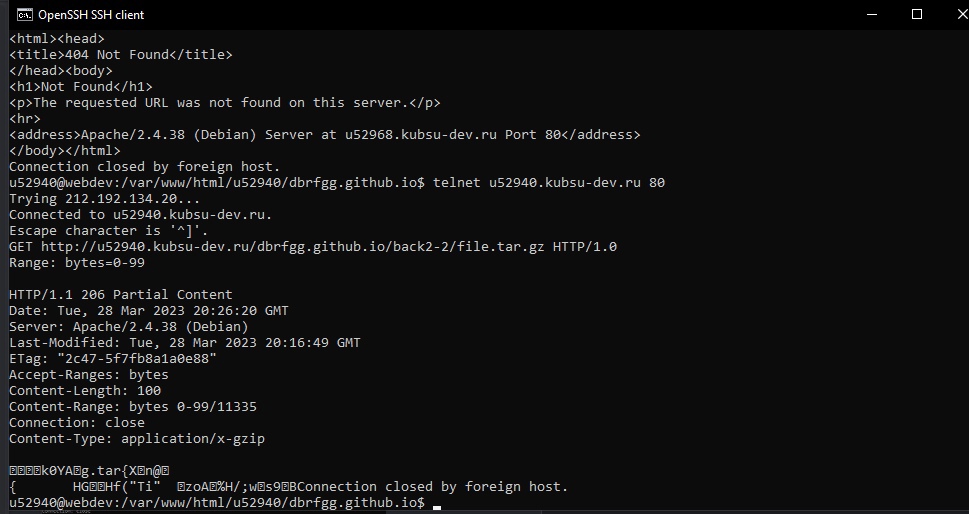 OpenSSH SSH client
<html><head>
<title>404 Not Found</title>
</head><body>
<h1>Not Found</h1>
<p>The requested URL was not found on this server.</p>
<hr>
<address>Apache/2.4.38 (Debian) Server at u52968.kubsu-dev.ru Port 80</address>
</body></html>
Connection closed by foreign host.
u52940@webdev:/var/www/html/u52940/dbrfgg.github.io$ telnet u52940.kubsu-dev.ru 80
Trying 212.192.134.20...
Connected to u52940.kubsu-dev.ru.
Escape character is '^]'.
GET http://u52940.kubsu-dev.ru/dbrfgg.github.io/back2-2/file.tar.gz HTTP/1.0
Range: bytes=0-99
HTTP/1.1 206 Partial Content
Date: Tue, 28 Mar 2023 20:26:20 GMT
Server: Apache/2.4.38 (Debian)
Last-Modified: Tue, 28 Mar 2023 20:16:49 GMT
ETag: "2c47-5f7fb8a1a0e88"
Accept-Ranges: bytes
Content-Length: 100
Content-Range: bytes 0-99/11335
Connection: close
Content-Type: application/x-gzip
k0YA g.tar{X n@
{ HG Hf("Ti" zoA %H/;w s9 BConnection closed by foreign host.
u52940@webdev:/var/www/html/u52940/dbrfgg.github.io$